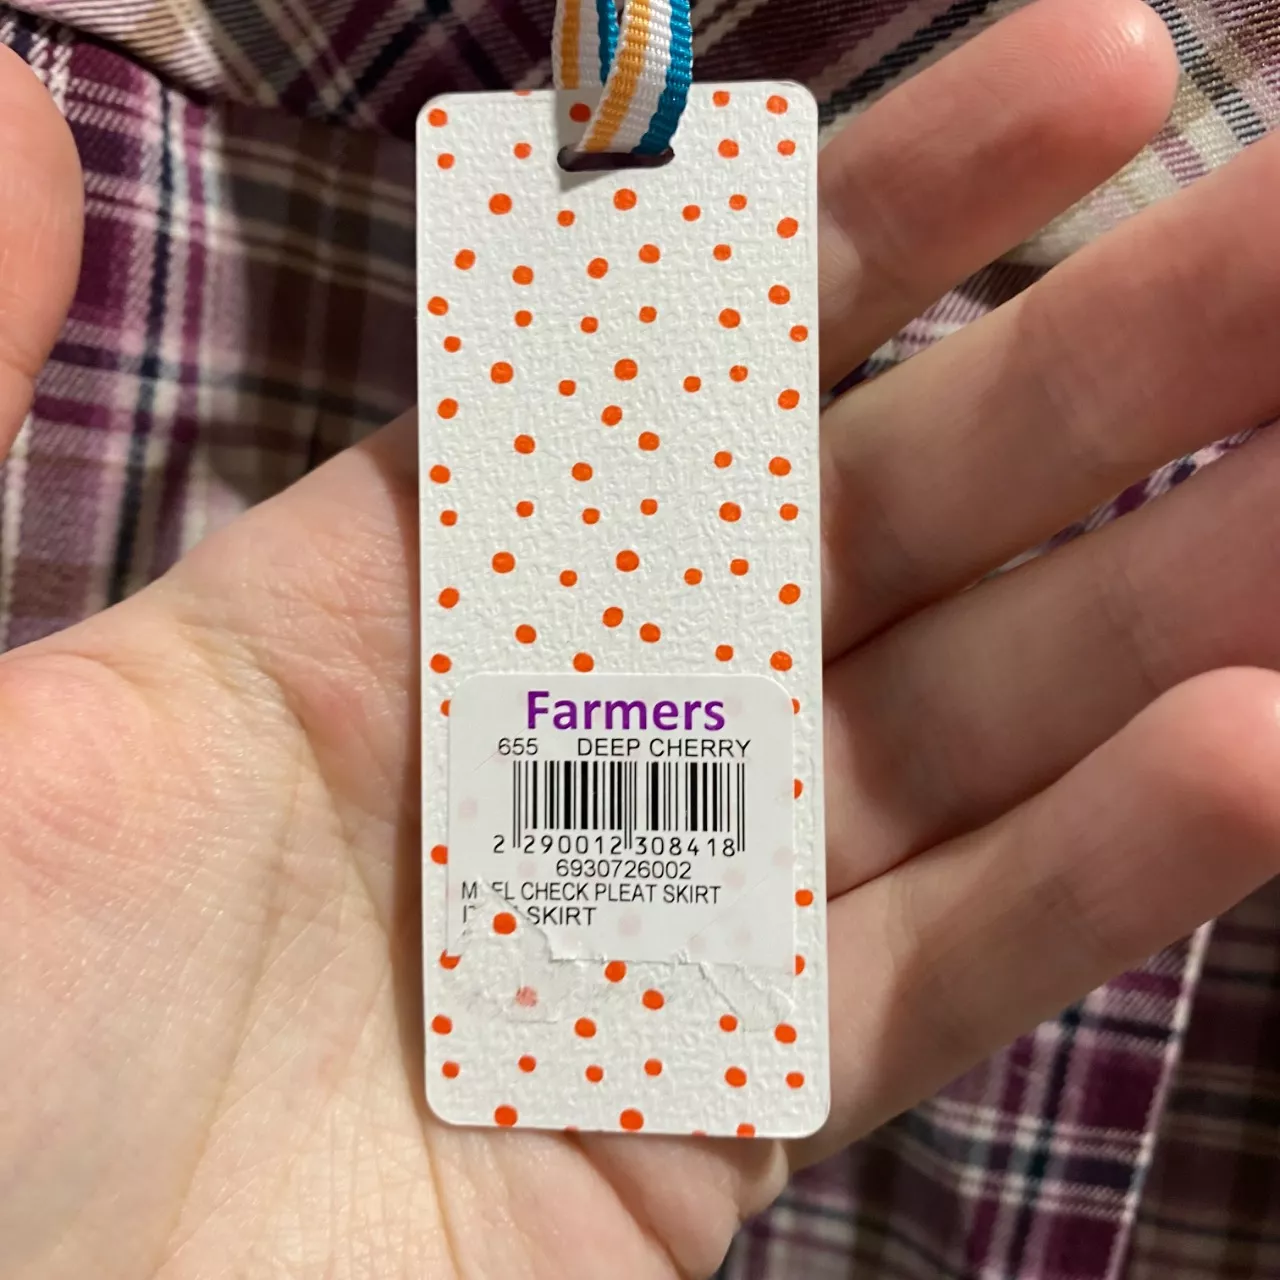 Farmers
655 DEEP CHERRY
2 290012 308418
6930726002
CHECK PLEAT SKIRT
SKIRT